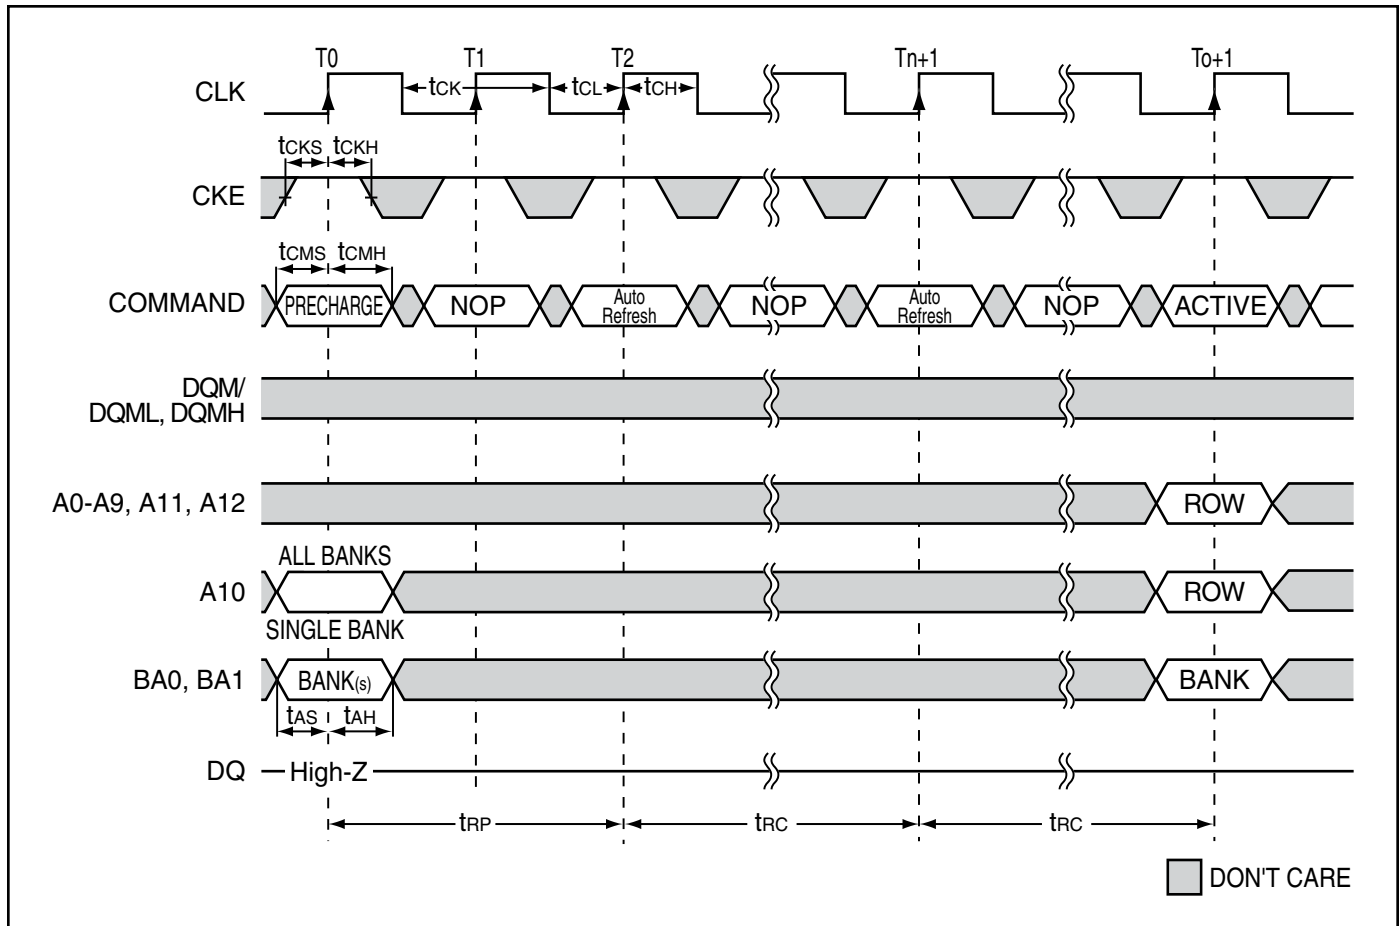 T0 T1 T2 Tn+1 To+1
CLK tCK tCL tCH
tCKS tCKH
CKE
tCMS tCMH
COMMAND PRECHARGE NOP Auto Refresh NOP Auto Refresh NOP ACTIVE
DQM/
DQML, DQMH
A0-A9, A11, A12 ROW
ALL BANKS
A10 ROW
SINGLE BANK
BA0, BA1 BANK(s) BANK
tAS tAH
DQ High-Z
tRP tRC tRC
DON'T CARE